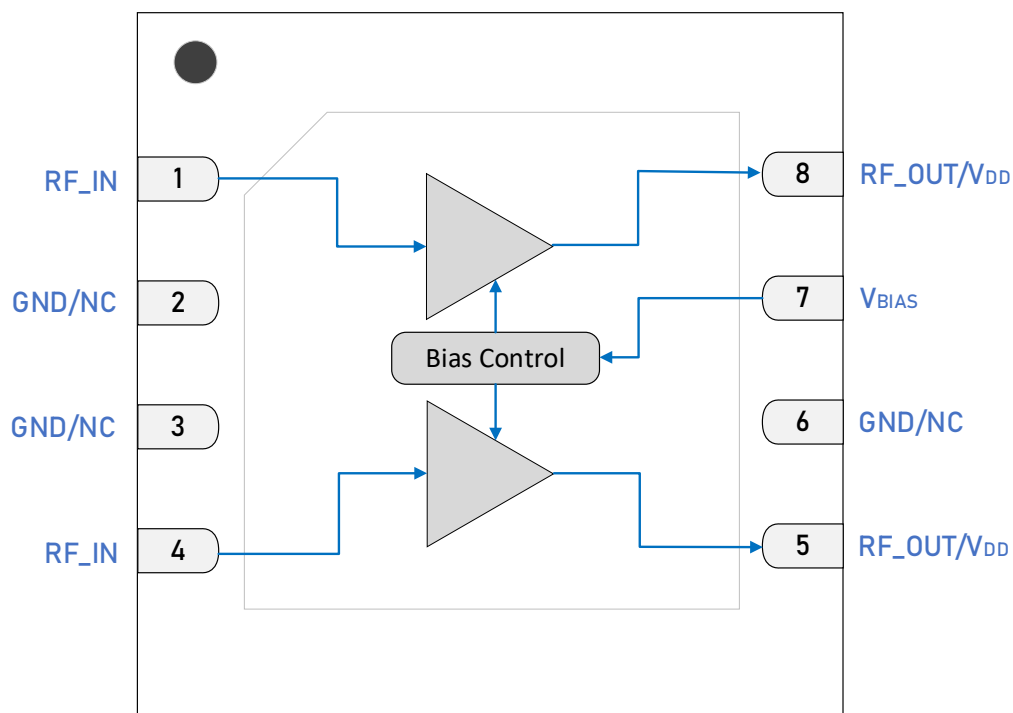 RF_IN 1 8 RF_OUT/VDD
GND/NC 2 7 VBIAS
Bias Control
GND/NC 3 6 GND/NC
RF_IN 4 5 RF_OUT/VDD